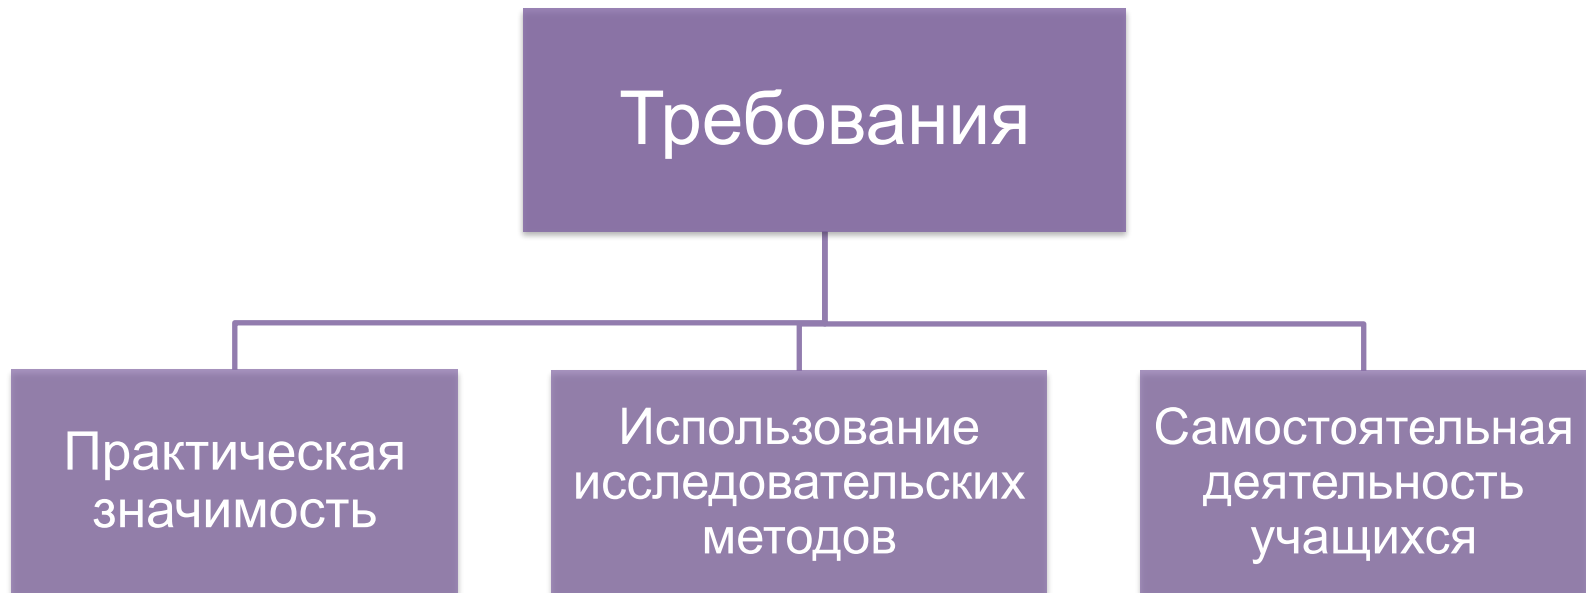 Требования
Практическая
значимость
Использование
исследовательских
методов
Самостоятельная
деятельность
учащихся